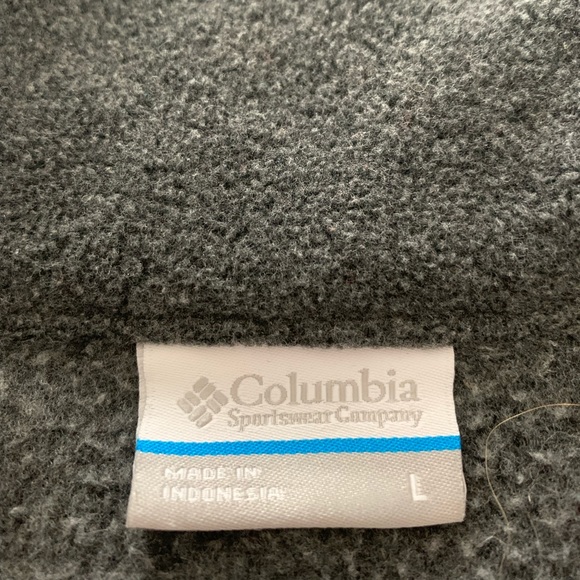 Columbia
Sportswear Company
MADE IN
INDONESIA
L